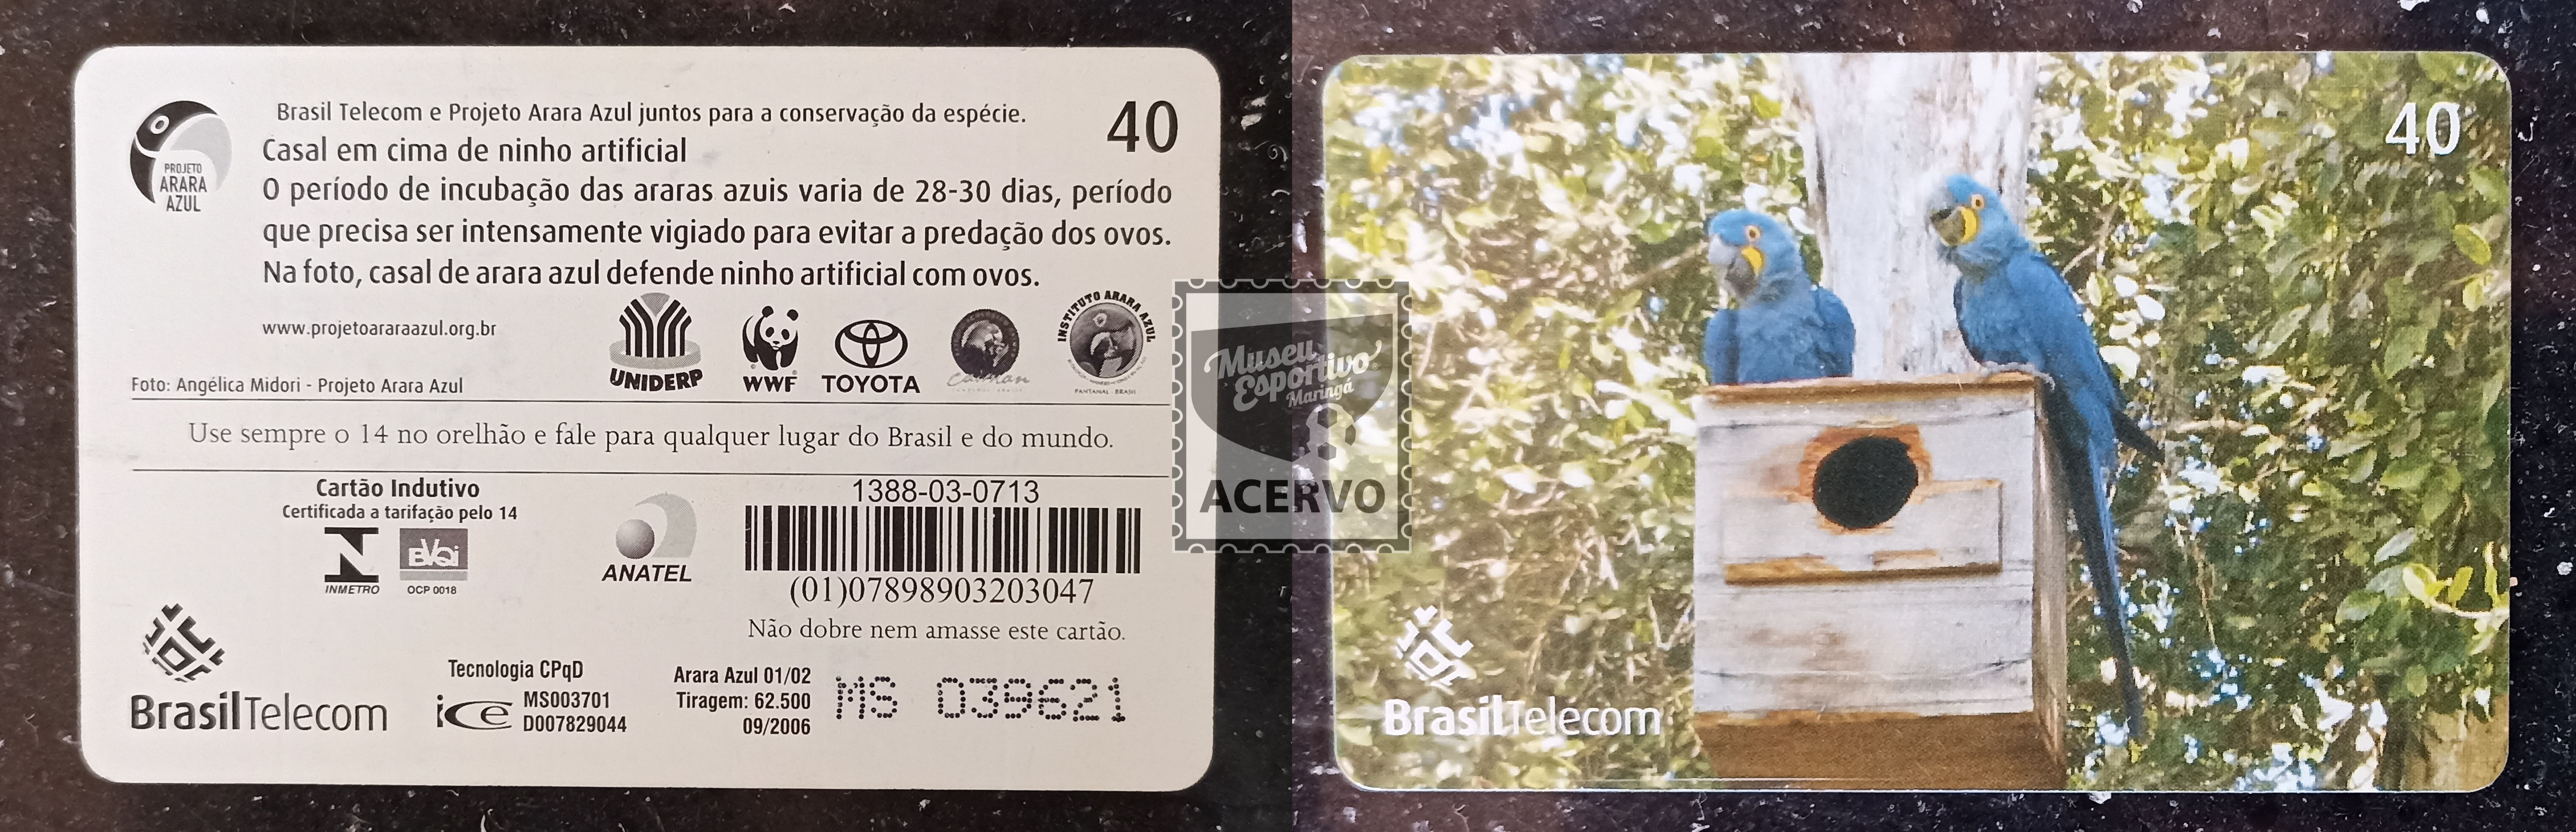 Brasil Telecom e Projeto Arara Azul juntos para a conservação da espécie.
40
PROJETO
ARARA
AZUL
Casal em cima de ninho artificial
O período de incubação das araras azuis varia de 28-30 dias, período
que precisa ser intensamente vigiado para evitar a predação dos ovos.
Na foto, casal de arara azul defende ninho artificial com ovos.
www.projetoararaazul.org.br
UNIDERP
WWF
TOYOTA
INSTITUTO ARARA AZUL
PANTANAL - BRASIL
Foto: Angélica Midori - Projeto Arara Azul
Use sempre o 14 no orelhão e fale para qualquer lugar do Brasil e do mundo.
Cartão Indutivo
Certificada a tarifação pelo 14
INMETRO
BVQi
OCP 0018
ANATEL
1388-03-0713
(01)07898903203047
Não dobre nem amasse este cartão.
BrasilTelecom
Tecnologia CPqD
ice
MS003701
D007829044
Arara Azul 01/02
Tiragem: 62.500
09/2006
MS 039621
Museu
Esportivo
Maringá
ACERVO
40
BrasilTelecom